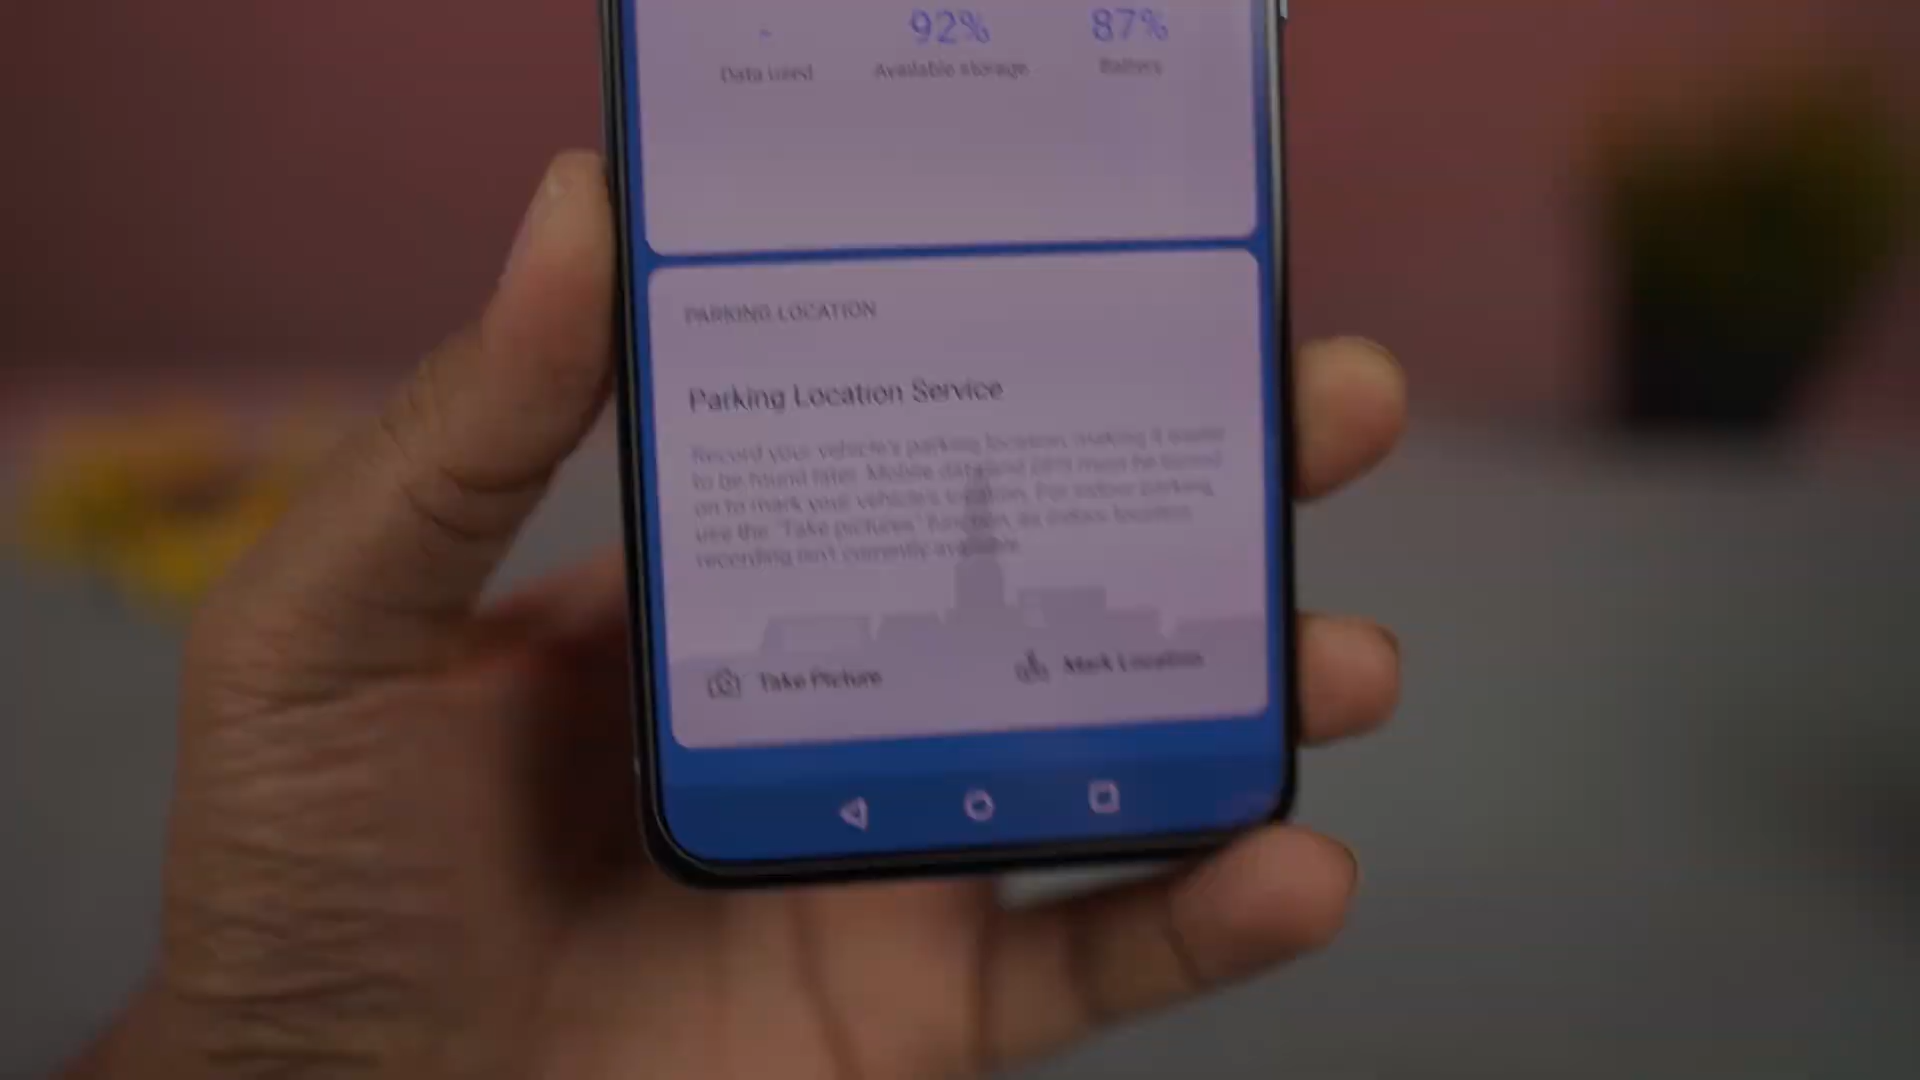 -
92%
87%
Data used
Available storage
Battery
PARKING LOCATION
Parking Location Service
Record your vehicle's parking location, making it easier
to be found later. Mobile data and GPS must be turned
on to mark your vehicle's location. For indoor parking,
use the "Take pictures" function, as indoor location
recording isn't currently available.
Take Picture
Mark Location